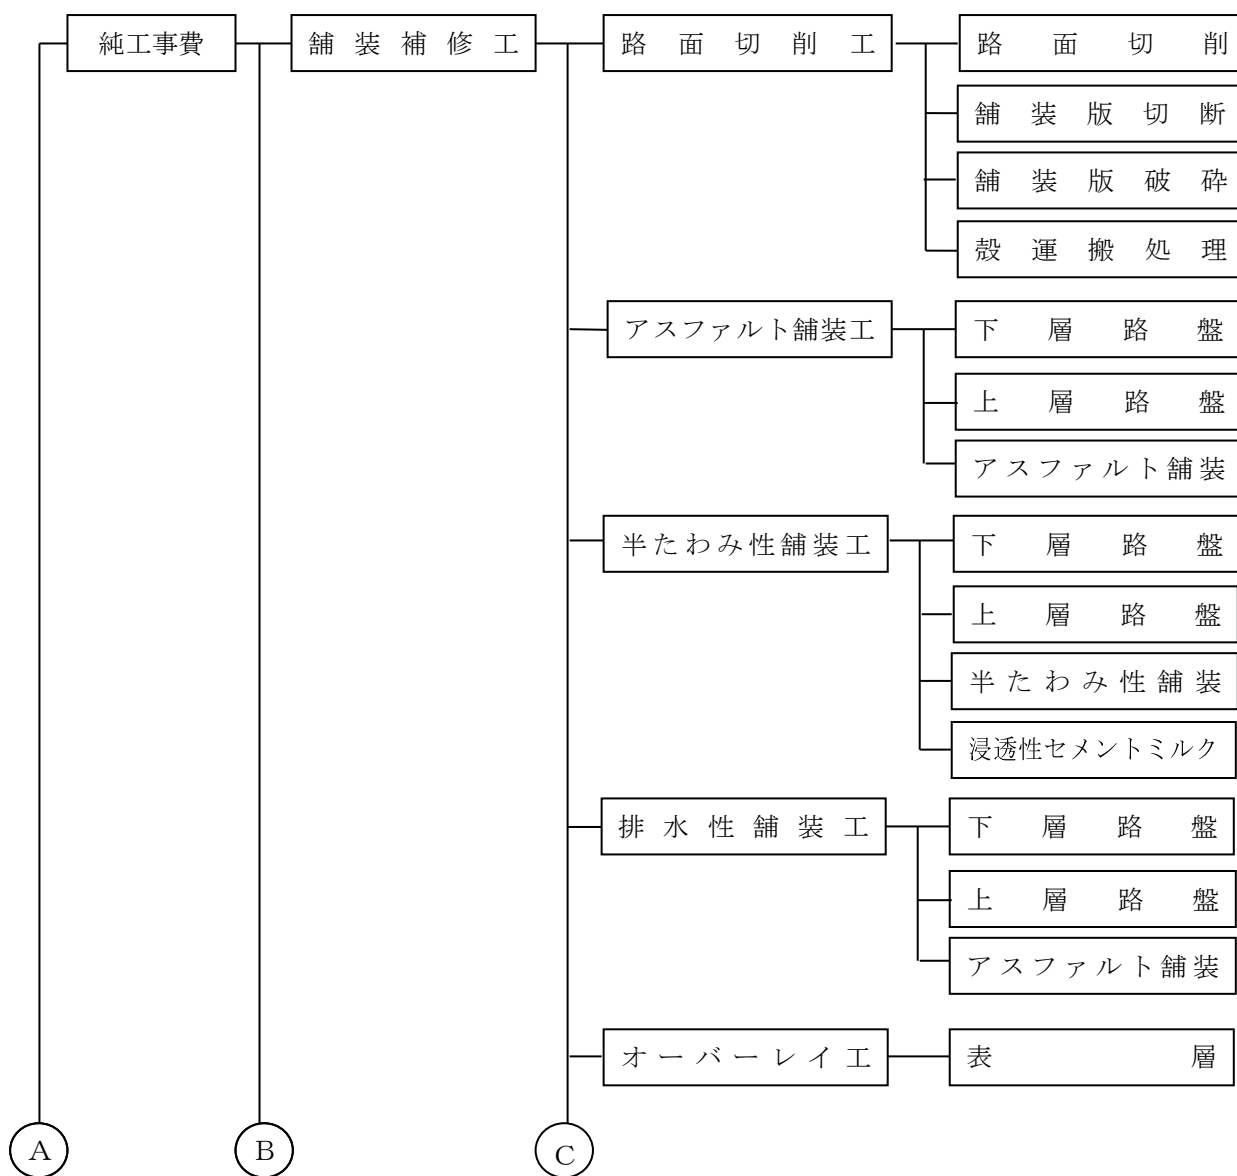 純工事費
舗装補修工
路面切削工
路面切削
舗装版切断
舗装版破砕
殻運搬処理
アスファルト舗装工
下層路盤
上層路盤
アスファルト舗装
半たわみ性舗装工
下層路盤
上層路盤
半たわみ性舗装
浸透性セメントミルク
排水性舗装工
下層路盤
上層路盤
アスファルト舗装
オーバーレイ工
表層
A
B
C